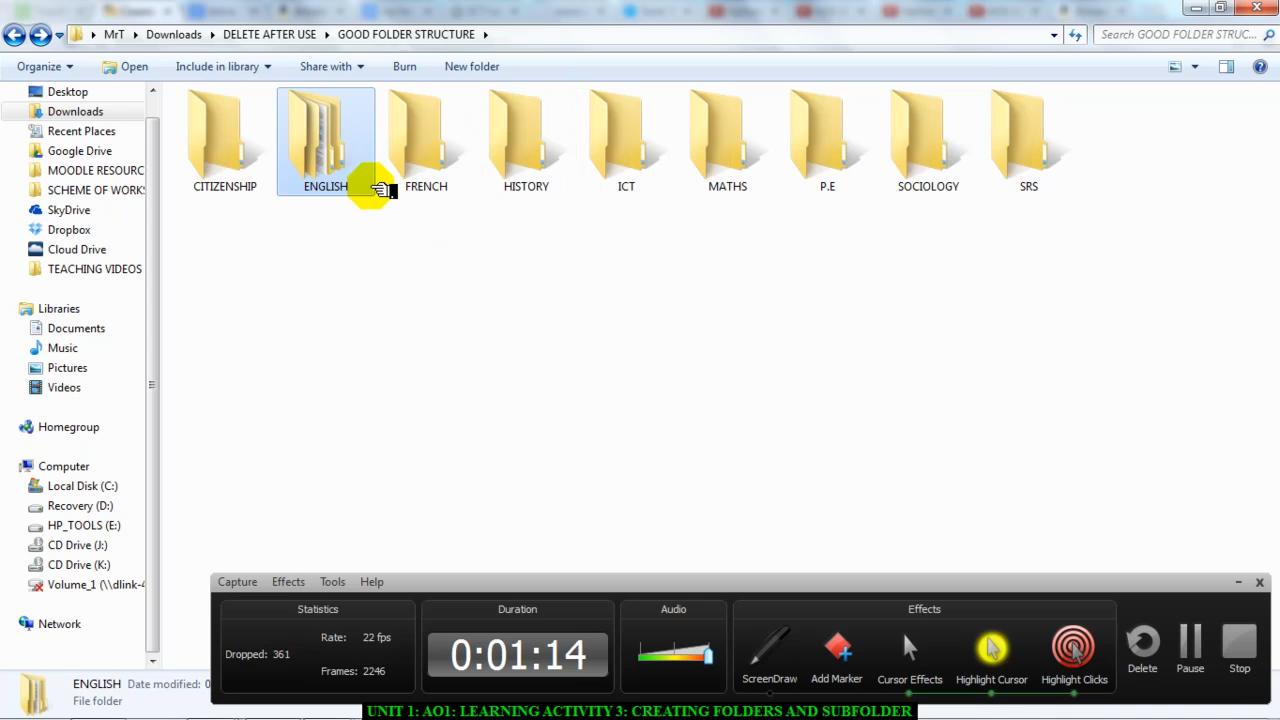 MrT Downloads DELETE AFTER USE GOOD FOLDER STRUCTURE
Search GOOD FOLDER STRUC...
Organize Open Include in library Share with Burn New folder
Desktop
Downloads
Recent Places
Google Drive
MOODLE RESOURC
SCHEME OF WORK
SkyDrive
Dropbox
Cloud Drive
TEACHING VIDEOS
Libraries
Documents
Music
Pictures
Videos
Homegroup
Computer
Local Disk (C:)
Recovery (D:)
HP_TOOLS (E:)
CD Drive (J:)
CD Drive (K:)
Volume_1 (\\dlink-4
Network
CITIZENSHIP ENGLISH FRENCH HISTORY ICT MATHS P.E SOCIOLOGY SRS
Capture Effects Tools Help
Statistics
Rate: 22 fps
Dropped: 361
Frames: 2246
Duration
0:01:14
Audio
Effects
ScreenDraw Add Marker Cursor Effects Highlight Cursor Highlight Clicks
Delete Pause Stop
ENGLISH Date modified: 0
File folder
UNIT 1: AO1: LEARNING ACTIVITY 3: CREATING FOLDERS AND SUBFOLDER